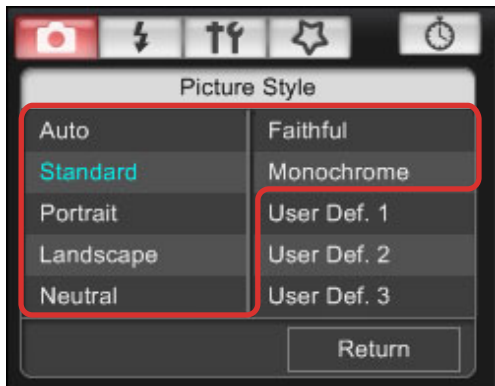 Picture Style
Auto
Standard
Portrait
Landscape
Neutral
Faithful
Monochrome
User Def. 1
User Def. 2
User Def. 3
Return